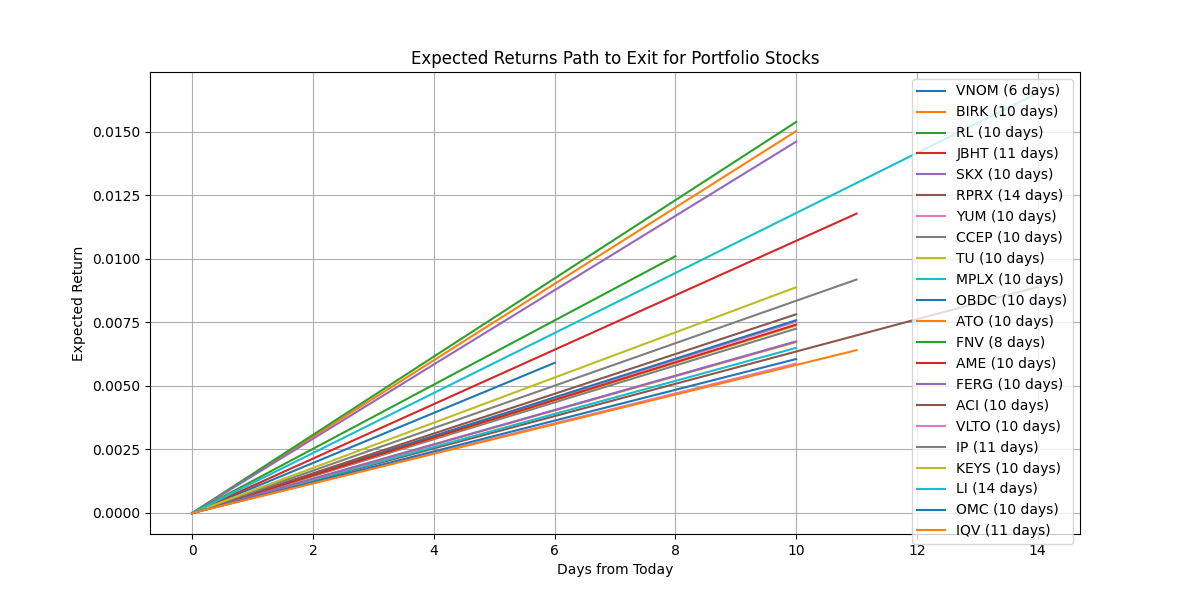 Expected Returns Path to Exit for Portfolio Stocks
Expected Return
0.0150
0.0125
0.0100
0.0075
0.0050
0.0025
0.0000
0 2 4 6 8 10 12 14
Days from Today
VNOM (6 days)
BIRK (10 days)
RL (10 days)
JBHT (11 days)
SKX (10 days)
RPRX (14 days)
YUM (10 days)
CCEP (10 days)
TU (10 days)
MPLX (10 days)
OBDC (10 days)
ATO (10 days)
FNV (8 days)
AME (10 days)
FERG (10 days)
ACI (10 days)
VLTO (10 days)
IP (11 days)
KEYS (10 days)
LI (14 days)
OMC (10 days)
IQV (11 days)